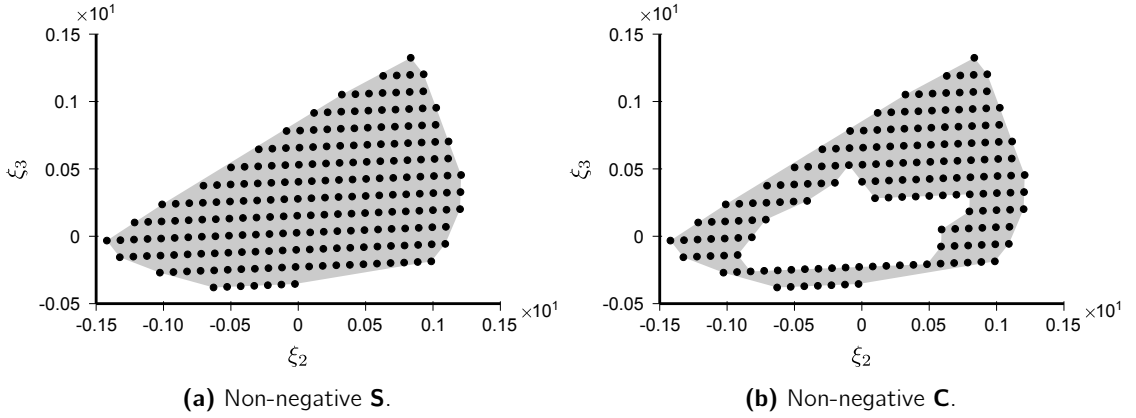 ×10¹ ×10¹
0.15 0.15
0.1 0.1
0.05 0.05
0 0
-0.05 -0.05
ξ₃ ξ₃
-0.15 -0.10 -0.05 0 0.05 0.1 0.15 ×10¹ -0.15 -0.10 -0.05 0 0.05 0.1 0.15 ×10¹
ξ₂ ξ₂
(a) Non-negative S. (b) Non-negative C.